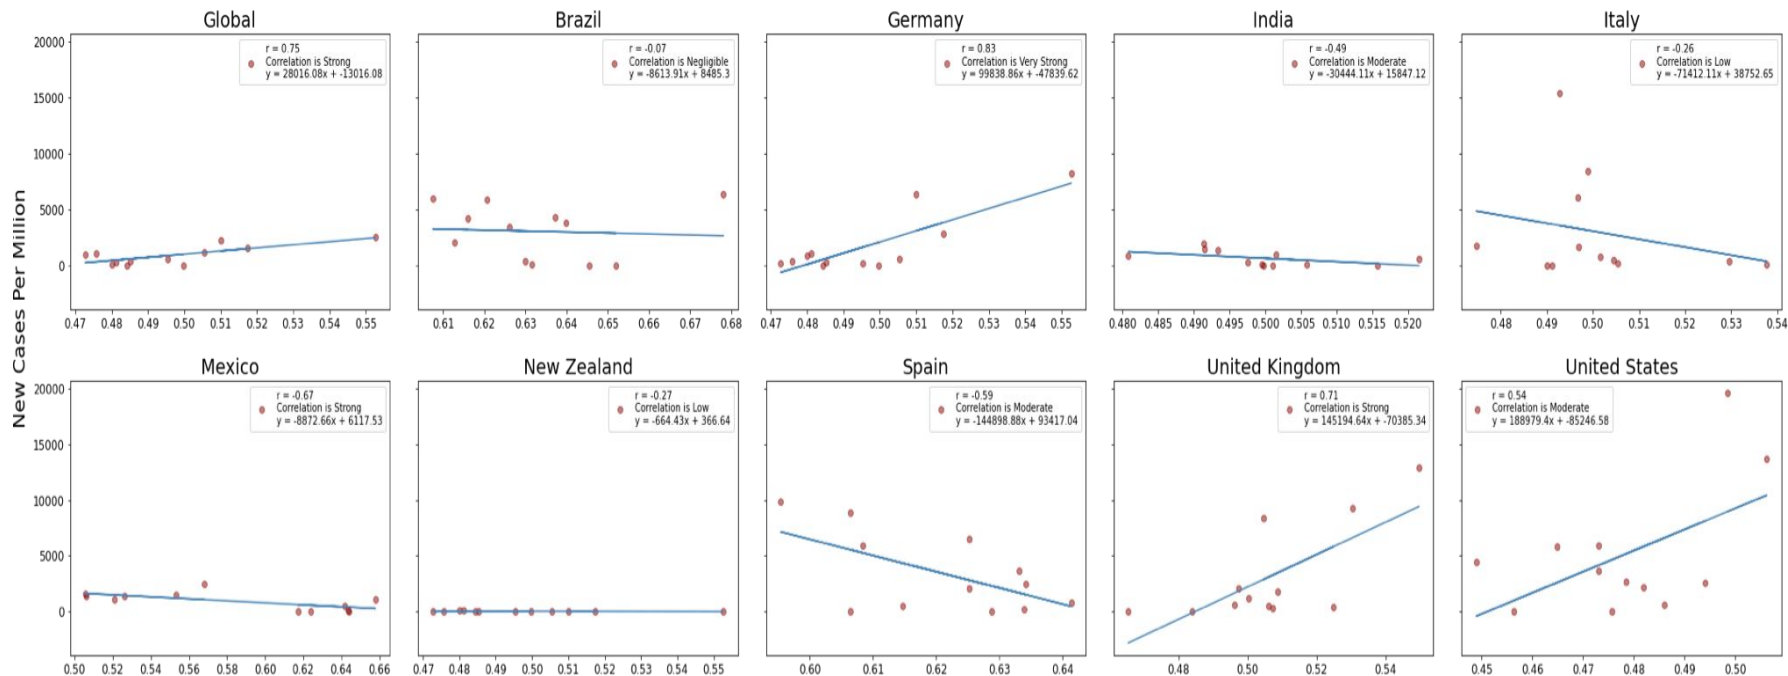 Global
Brazil
Germany
India
Italy
20000
15000
10000
5000
0
r = 0.75
Correlation is Strong
y = 28016.08x + -13016.08
r = -0.07
Correlation is Negligible
y = -8613.91x + 8485.3
r = 0.83
Correlation is Very Strong
y = 99838.86x + -47839.62
r = -0.49
Correlation is Moderate
y = -30444.11x + 15847.12
r = -0.26
Correlation is Low
y = -71412.11x + 38752.65
0.47 0.48 0.49 0.50 0.51 0.52 0.53 0.54 0.55
0.61 0.62 0.63 0.64 0.65 0.66 0.67 0.68
0.47 0.48 0.49 0.50 0.51 0.52 0.53 0.54 0.55
0.480 0.485 0.490 0.495 0.500 0.505 0.510 0.515 0.520
0.48 0.49 0.50 0.51 0.52 0.53 0.54
New Cases Per Million
Mexico
New Zealand
Spain
United Kingdom
United States
20000
15000
10000
5000
0
r = -0.67
Correlation is Strong
y = -8872.66x + 6117.53
r = -0.27
Correlation is Low
y = -664.43x + 366.64
r = -0.59
Correlation is Moderate
y = -144898.88x + 93417.04
r = 0.71
Correlation is Strong
y = 145194.64x + -70385.34
r = 0.54
Correlation is Moderate
y = 188979.4x + -85246.58
0.50 0.52 0.54 0.56 0.58 0.60 0.62 0.64 0.66
0.47 0.48 0.49 0.50 0.51 0.52 0.53 0.54 0.55
0.60 0.61 0.62 0.63 0.64
0.48 0.50 0.52 0.54
0.45 0.46 0.47 0.48 0.49 0.50